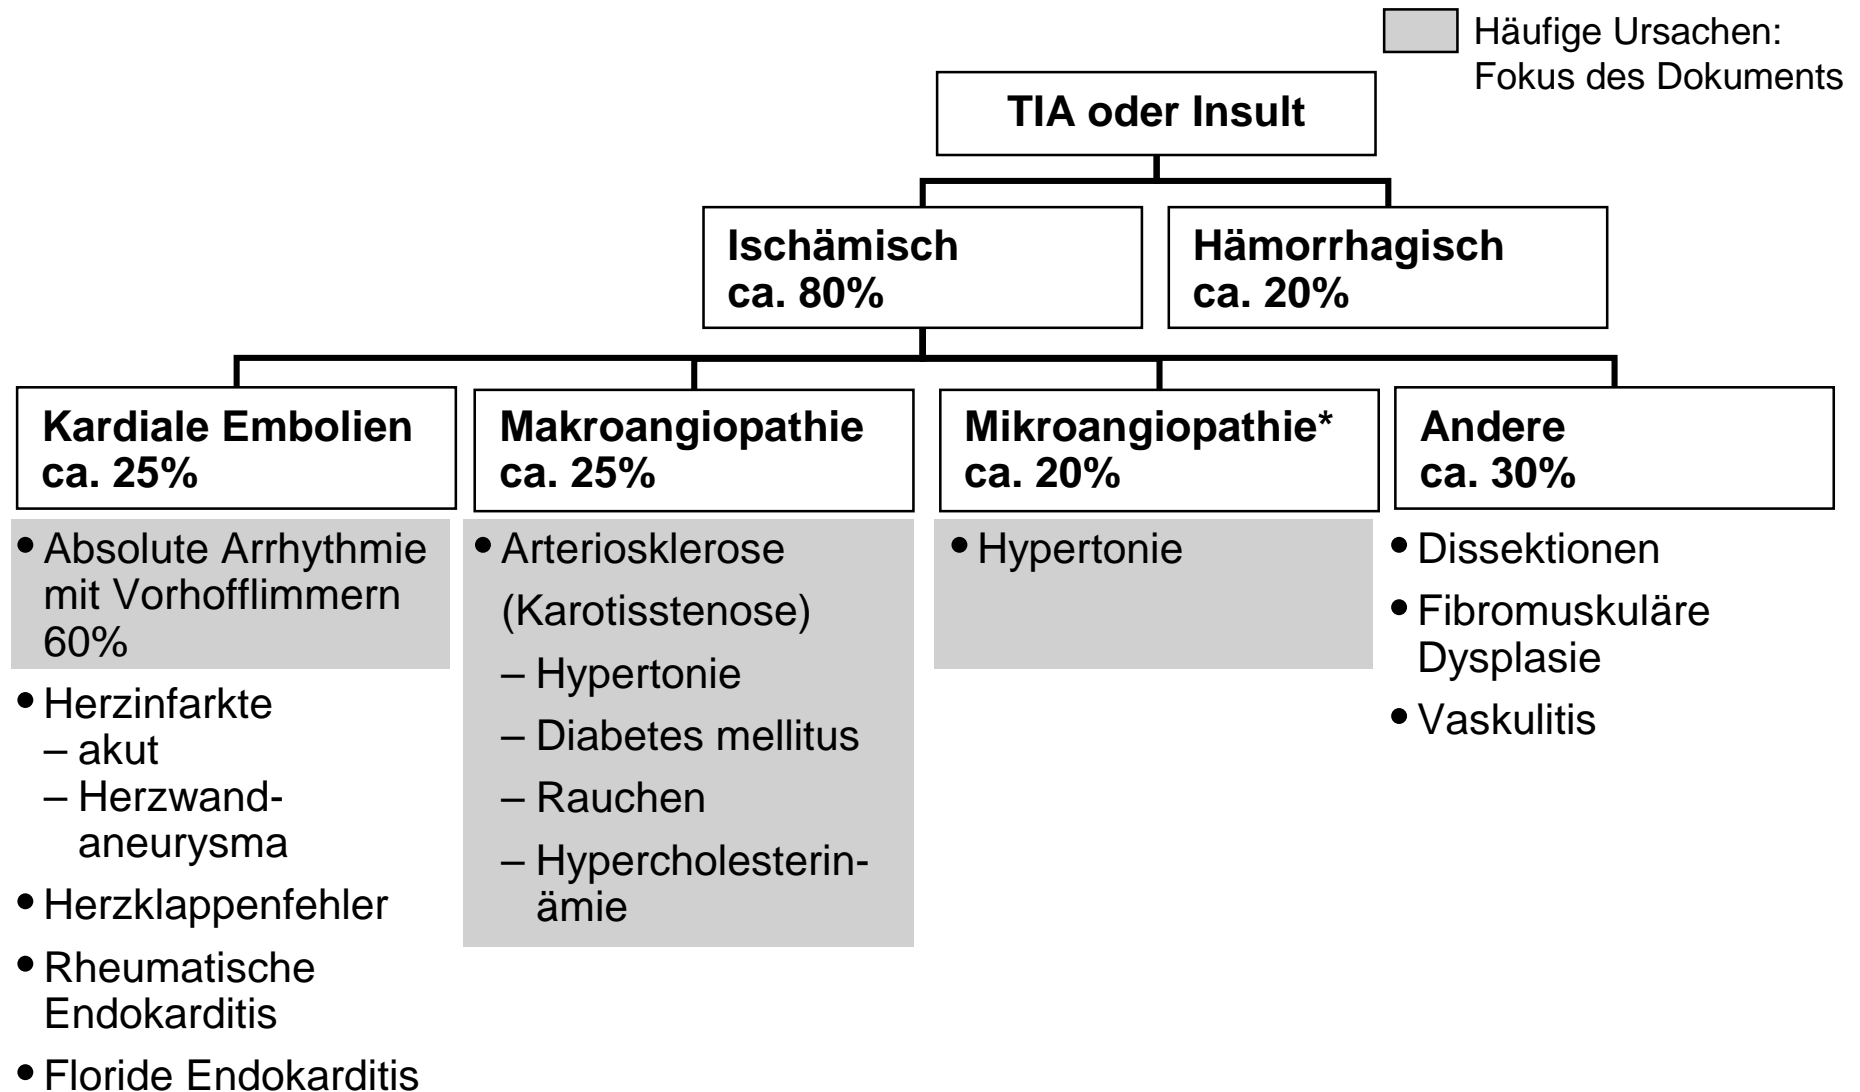 Häufige Ursachen:
Fokus des Dokuments
TIA oder Insult
Ischämisch
ca. 80%
Hämorrhagisch
ca. 20%
Kardiale Embolien
ca. 25%
Makroangiopathie
ca. 25%
Mikroangiopathie*
ca. 20%
Andere
ca. 30%
• Absolute Arrhythmie
mit Vorhofflimmern
60%
• Herzinfarkte
– akut
– Herzwand-
aneurysma
• Herzklappenfehler
• Rheumatische
Endokarditis
• Floride Endokarditis
• Arteriosklerose
(Karotisstenose)
– Hypertonie
– Diabetes mellitus
– Rauchen
– Hypercholesterin-
ämie
• Hypertonie
• Dissektionen
• Fibromuskuläre
Dysplasie
• Vaskulitis